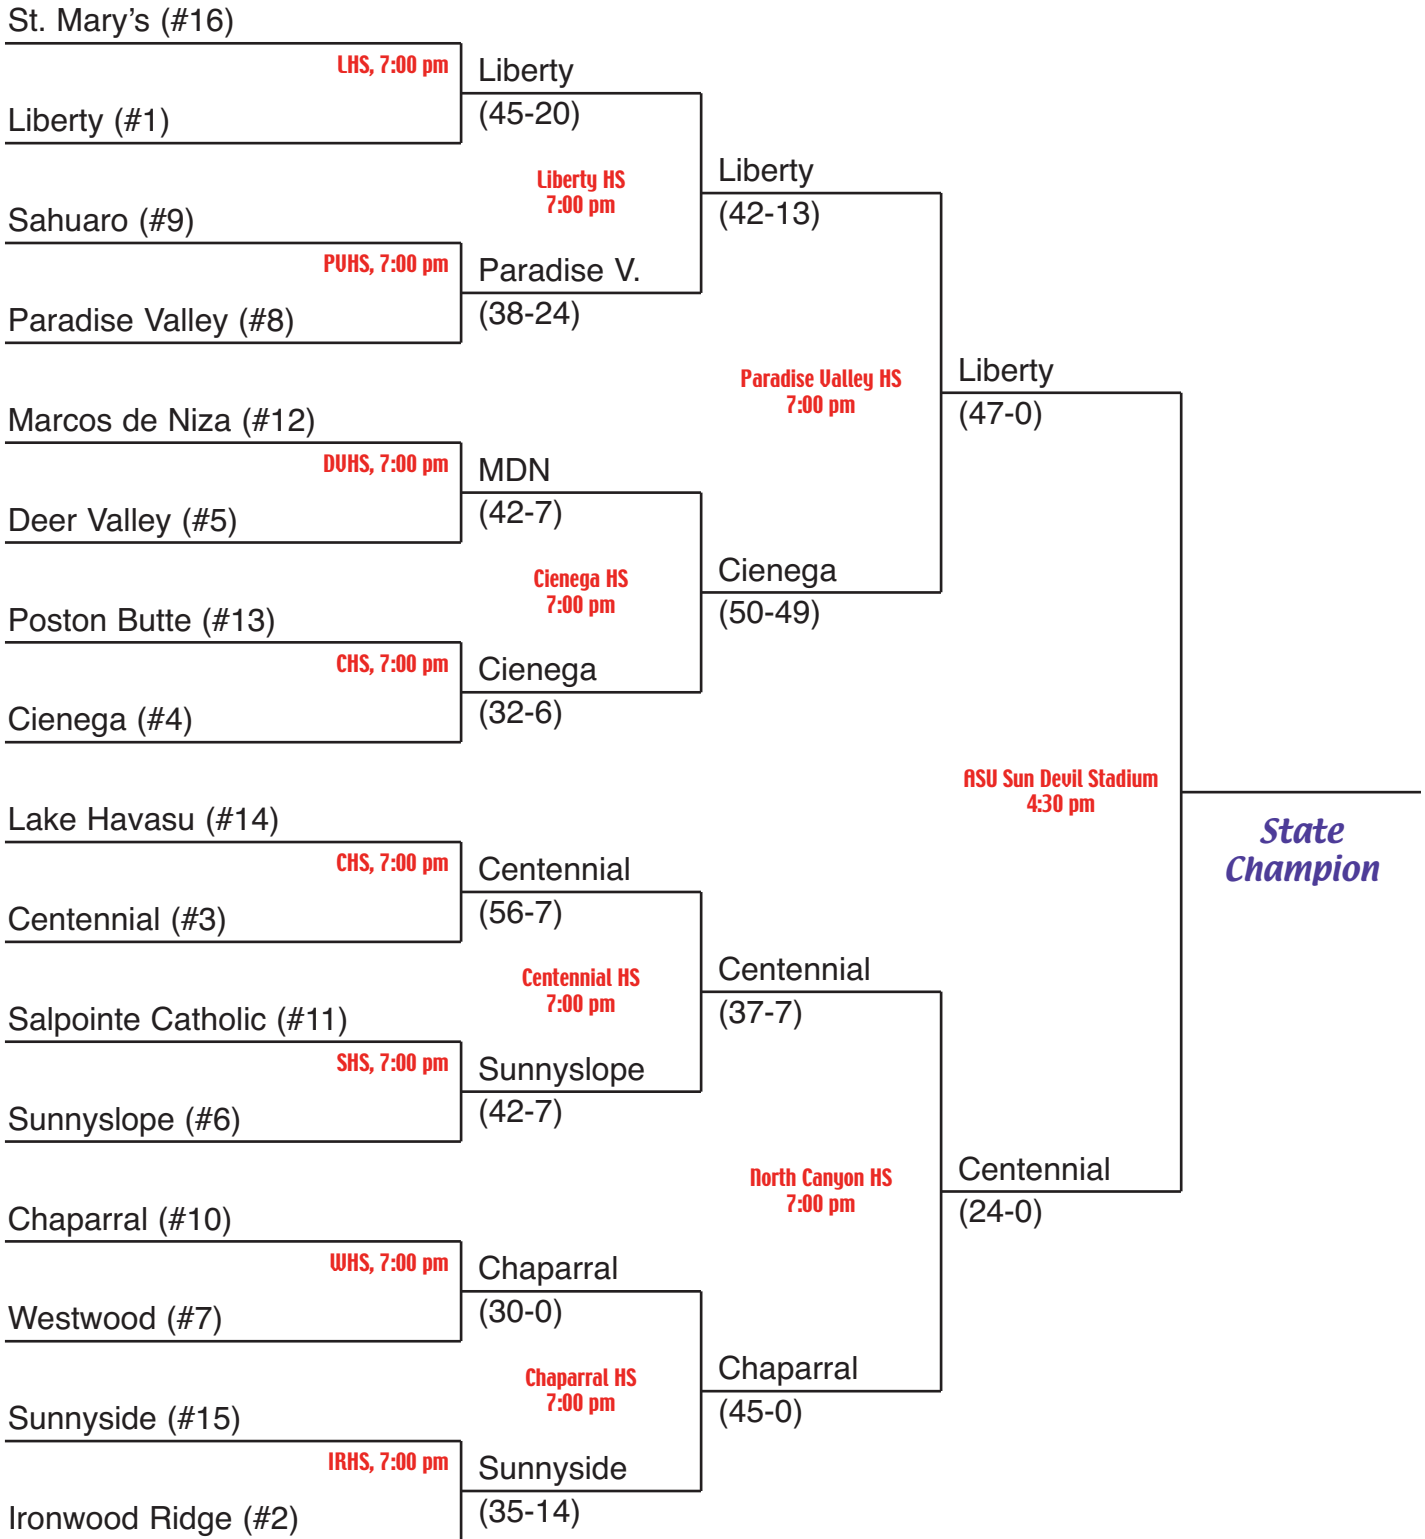 St. Mary’s (#16)
LHS, 7:00 pm
Liberty
Liberty (#1)
(45-20)
Liberty HS
7:00 pm
Liberty
(42-13)
Sahuaro (#9)
PVHS, 7:00 pm
Paradise V.
Paradise Valley (#8)
(38-24)
Paradise Valley HS
7:00 pm
Liberty
(47-0)
Marcos de Niza (#12)
DVHS, 7:00 pm
MDN
Deer Valley (#5)
(42-7)
Cienega HS
7:00 pm
Cienega
(50-49)
Poston Butte (#13)
CHS, 7:00 pm
Cienega
Cienega (#4)
(32-6)
ASU Sun Devil Stadium
4:30 pm
State
Champion
Lake Havasu (#14)
CHS, 7:00 pm
Centennial
Centennial (#3)
(56-7)
Centennial HS
7:00 pm
Centennial
(37-7)
Salpointe Catholic (#11)
SHS, 7:00 pm
Sunnyslope
Sunnyslope (#6)
(42-7)
North Canyon HS
7:00 pm
Centennial
(24-0)
Chaparral (#10)
WHS, 7:00 pm
Chaparral
Westwood (#7)
(30-0)
Chaparral HS
7:00 pm
Chaparral
(45-0)
Sunnyside (#15)
IRHS, 7:00 pm
Sunnyside
Ironwood Ridge (#2)
(35-14)